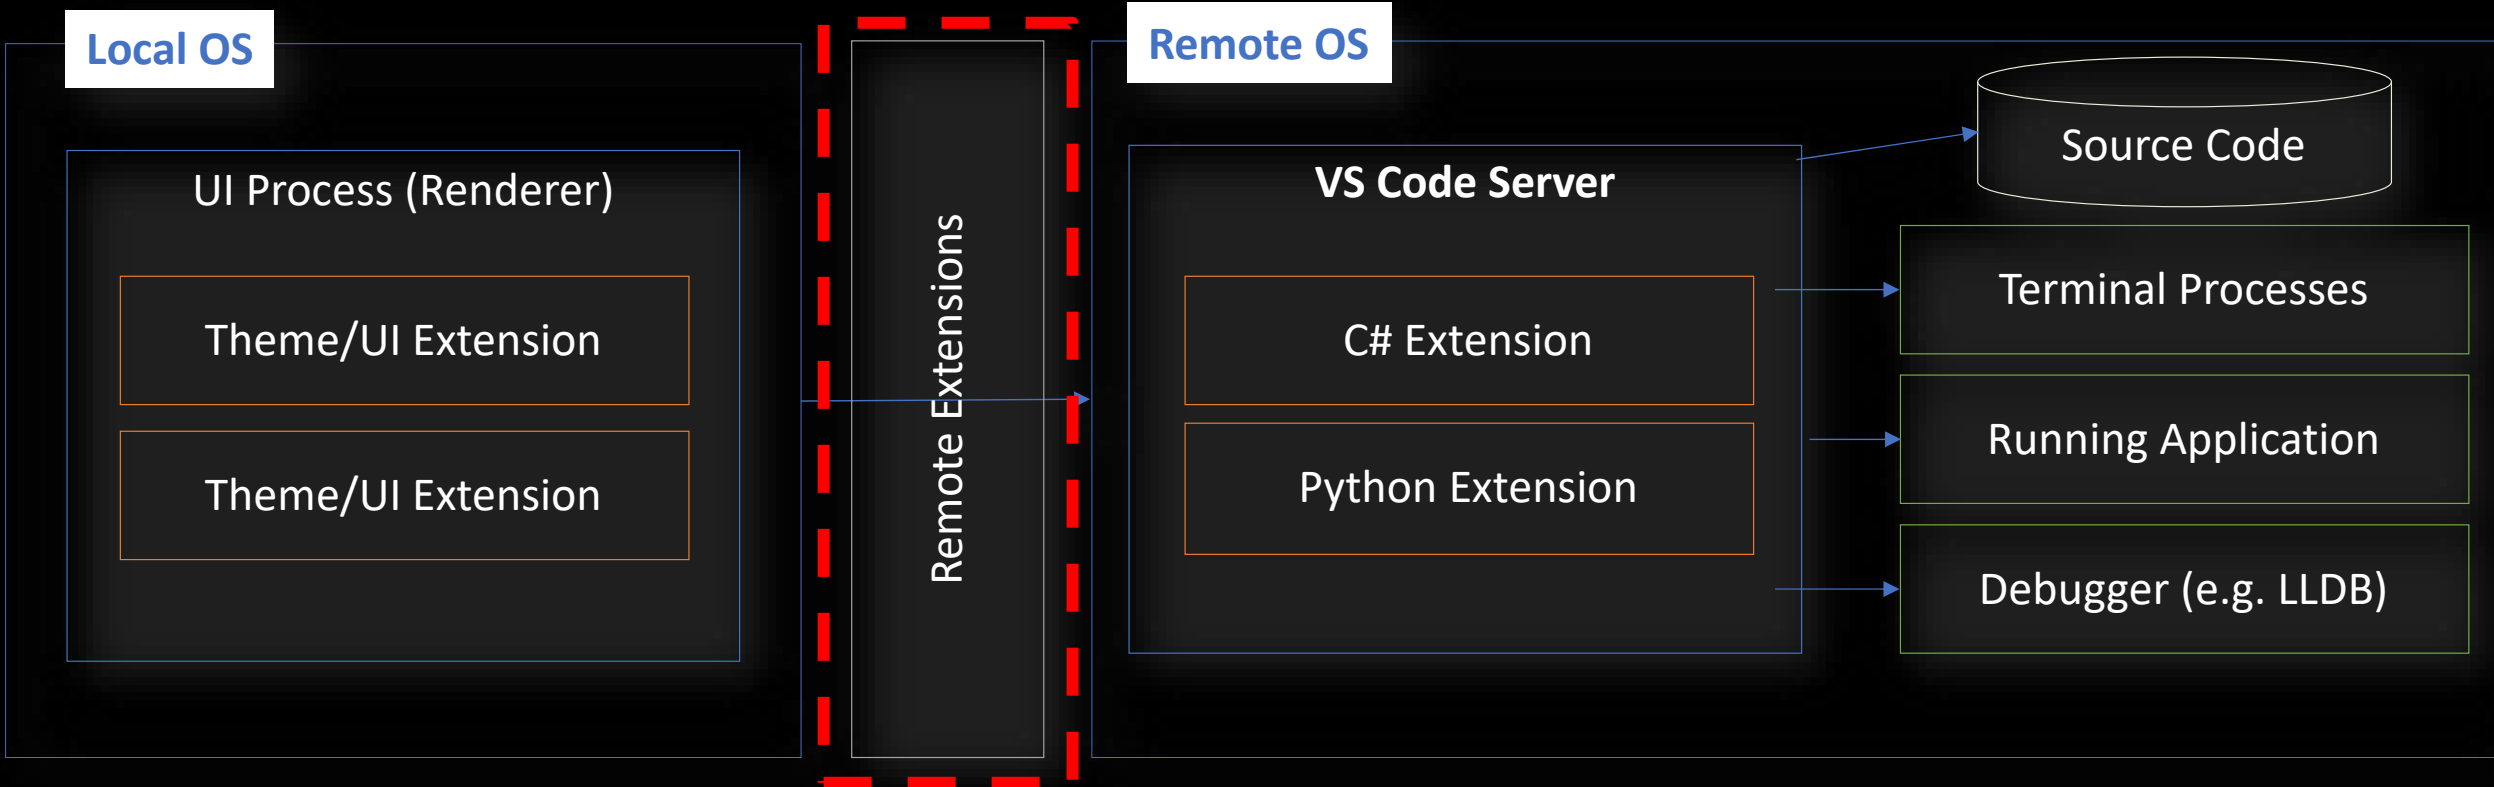 Local OS
UI Process (Renderer)
Theme/UI Extension
Theme/UI Extension
Remote Extensions
Remote OS
VS Code Server
C# Extension
Python Extension
Source Code
Terminal Processes
Running Application
Debugger (e.g. LLDB)